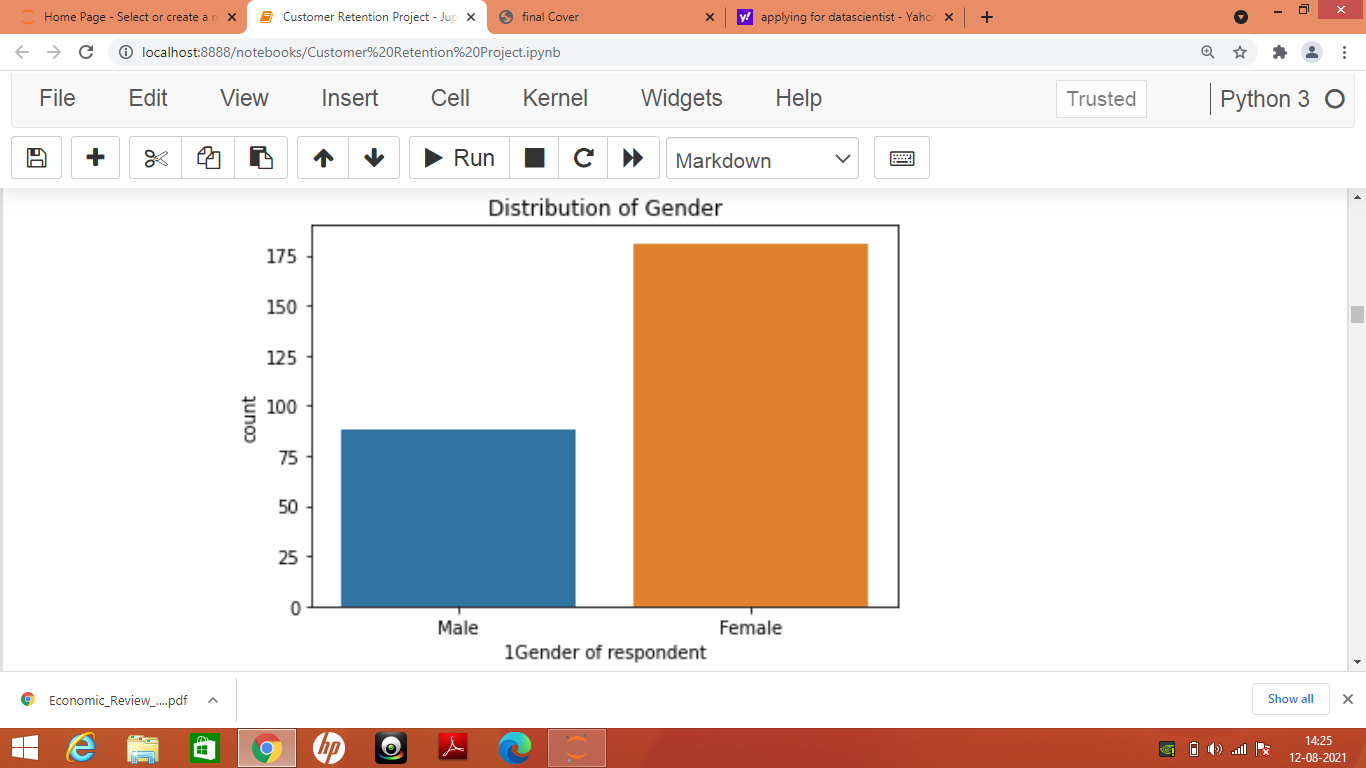 Home Page - Select or create a n
Customer Retention Project - Jup
final Cover
applying for datascientist - Yaho
localhost:8888/notebooks/Customer%20Retention%20Project.ipynb
File Edit View Insert Cell Kernel Widgets Help Trusted Python 3
Run Markdown
Distribution of Gender
175
150
125
100
75
50
25
0
count
Male Female
1Gender of respondent
Economic_Review_....pdf
Show all
hp
14:25
12-08-2021